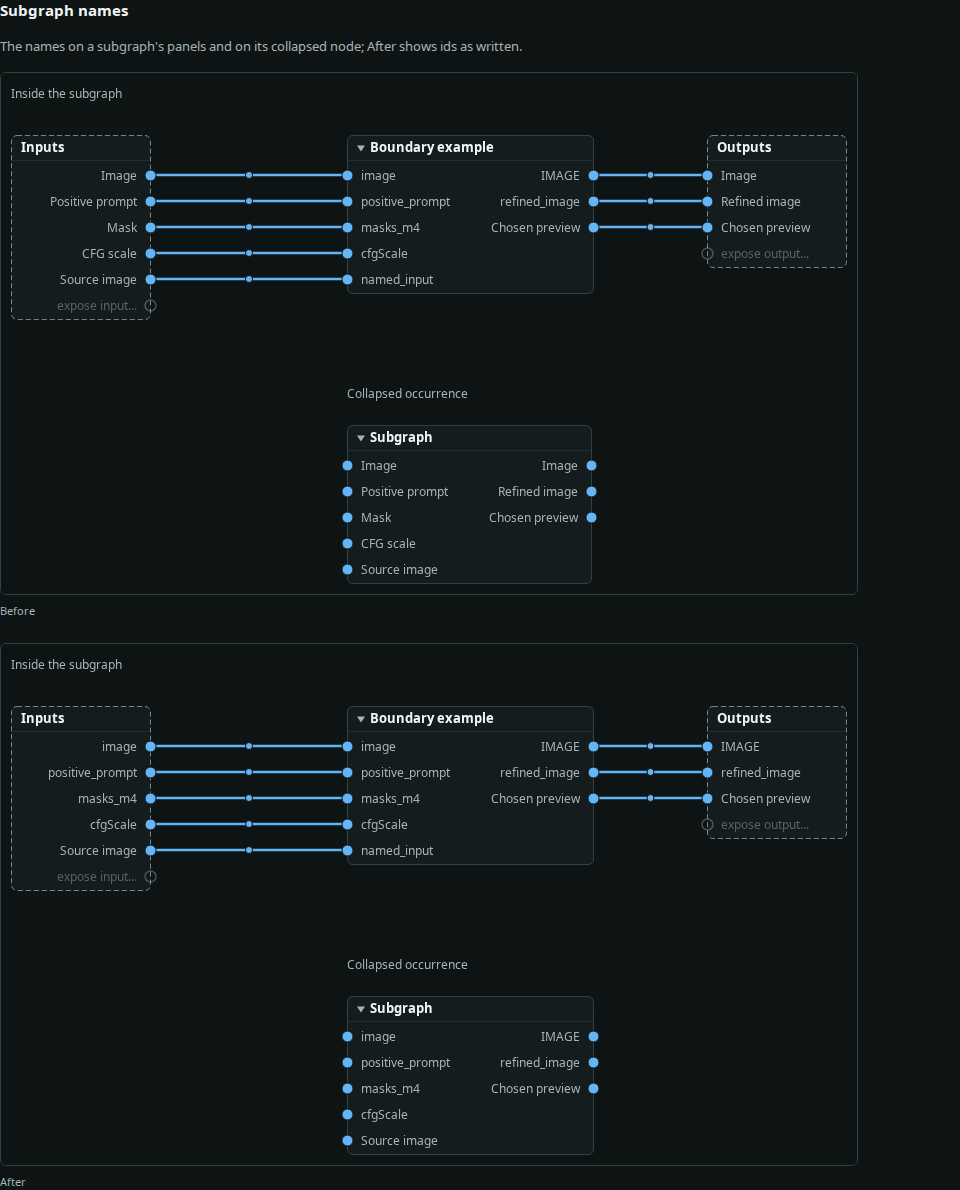 Subgraph names
The names on a subgraph's panels and on its collapsed node; After shows ids as written.
Inside the subgraph
Inputs
Image
Positive prompt
Mask
CFG scale
Source image
expose input...
Boundary example
image IMAGE
positive_prompt refined_image
masks_m4 Chosen preview
cfgScale
named_input
Outputs
Image
Refined image
Chosen preview
expose output...
Collapsed occurrence
Subgraph
Image Image
Positive prompt Refined image
Mask Chosen preview
CFG scale
Source image
Before
Inside the subgraph
Inputs
image
positive_prompt
masks_m4
cfgScale
Source image
expose input...
Boundary example
image IMAGE
positive_prompt refined_image
masks_m4 Chosen preview
cfgScale
named_input
Outputs
IMAGE
refined_image
Chosen preview
expose output...
Collapsed occurrence
Subgraph
image IMAGE
positive_prompt refined_image
masks_m4 Chosen preview
cfgScale
Source image
After